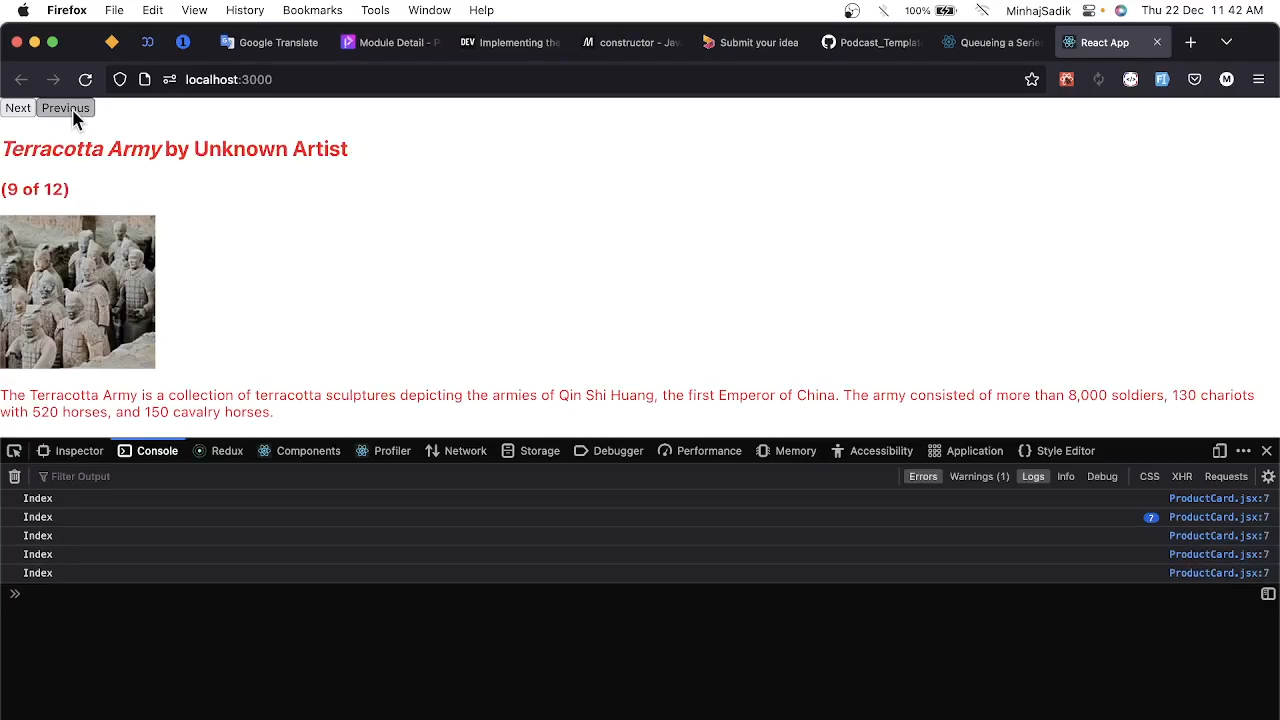 Firefox File Edit View History Bookmarks Tools Window Help 100% MinhajSadik Thu 22 Dec 11 42 AM
Google Translate Module Detail - P DEV Implementing the M constructor - Jav Submit your idea Podcast_Templat Queueing a Serie React App
localhost:3000 M
Next Previous
Terracotta Army by Unknown Artist
(9 of 12)
The Terracotta Army is a collection of terracotta sculptures depicting the armies of Qin Shi Huang, the first Emperor of China. The army consisted of more than 8,000 soldiers, 130 chariots
with 520 horses, and 150 cavalry horses.
Inspector Console Redux Components Profiler Network Storage Debugger Performance Memory Accessibility Application Style Editor
Filter Output Errors Warnings (1) Logs Info Debug CSS XHR Requests
Index ProductCard.jsx:7
Index 7 ProductCard.jsx:7
Index ProductCard.jsx:7
Index ProductCard.jsx:7
Index ProductCard.jsx:7